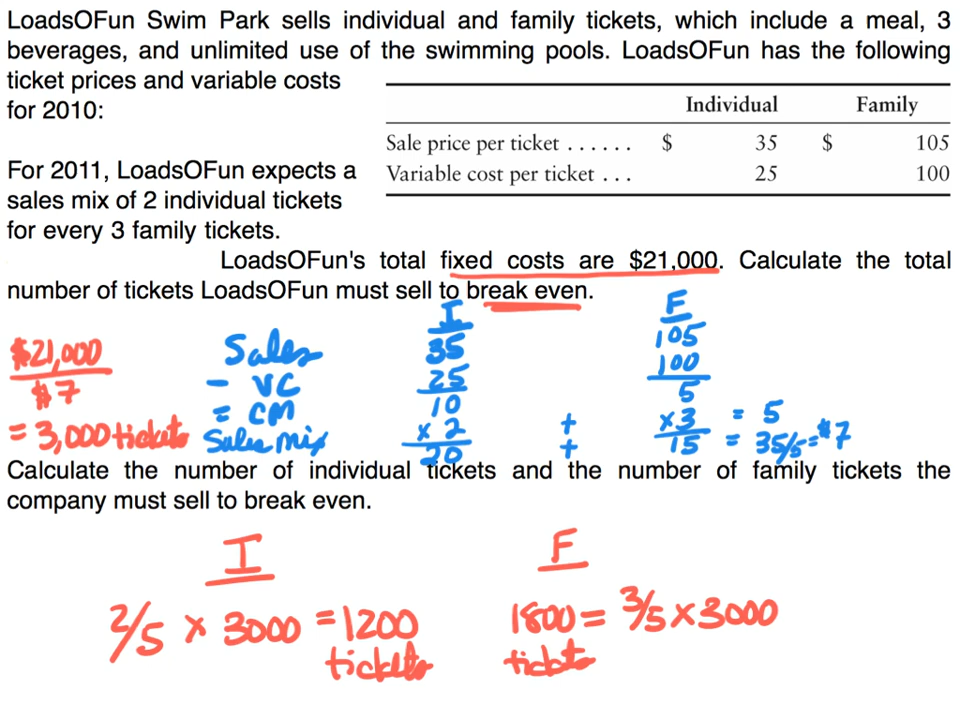 LoadsOFun Swim Park sells individual and family tickets, which include a meal, 3
beverages, and unlimited use of the swimming pools. LoadsOFun has the following
ticket prices and variable costs
for 2010:
Individual Family
Sale price per ticket . . . . . . $ 35 $ 105
Variable cost per ticket . . . 25 100
For 2011, LoadsOFun expects a
sales mix of 2 individual tickets
for every 3 family tickets.
LoadsOFun's total fixed costs are $21,000. Calculate the total
number of tickets LoadsOFun must sell to break even.
I F
$21,000 Sales 35 105
$7 - VC 25 100
= CM 10 5
= 3,000 tickets Sales mix x 2 + x3 = 5
20 + 15 = 35/5 = $7
Calculate the number of individual tickets and the number of family tickets the
company must sell to break even.
I F
2/5 x 3000 = 1200 1800 = 3/5 x 3000
tickets tickets